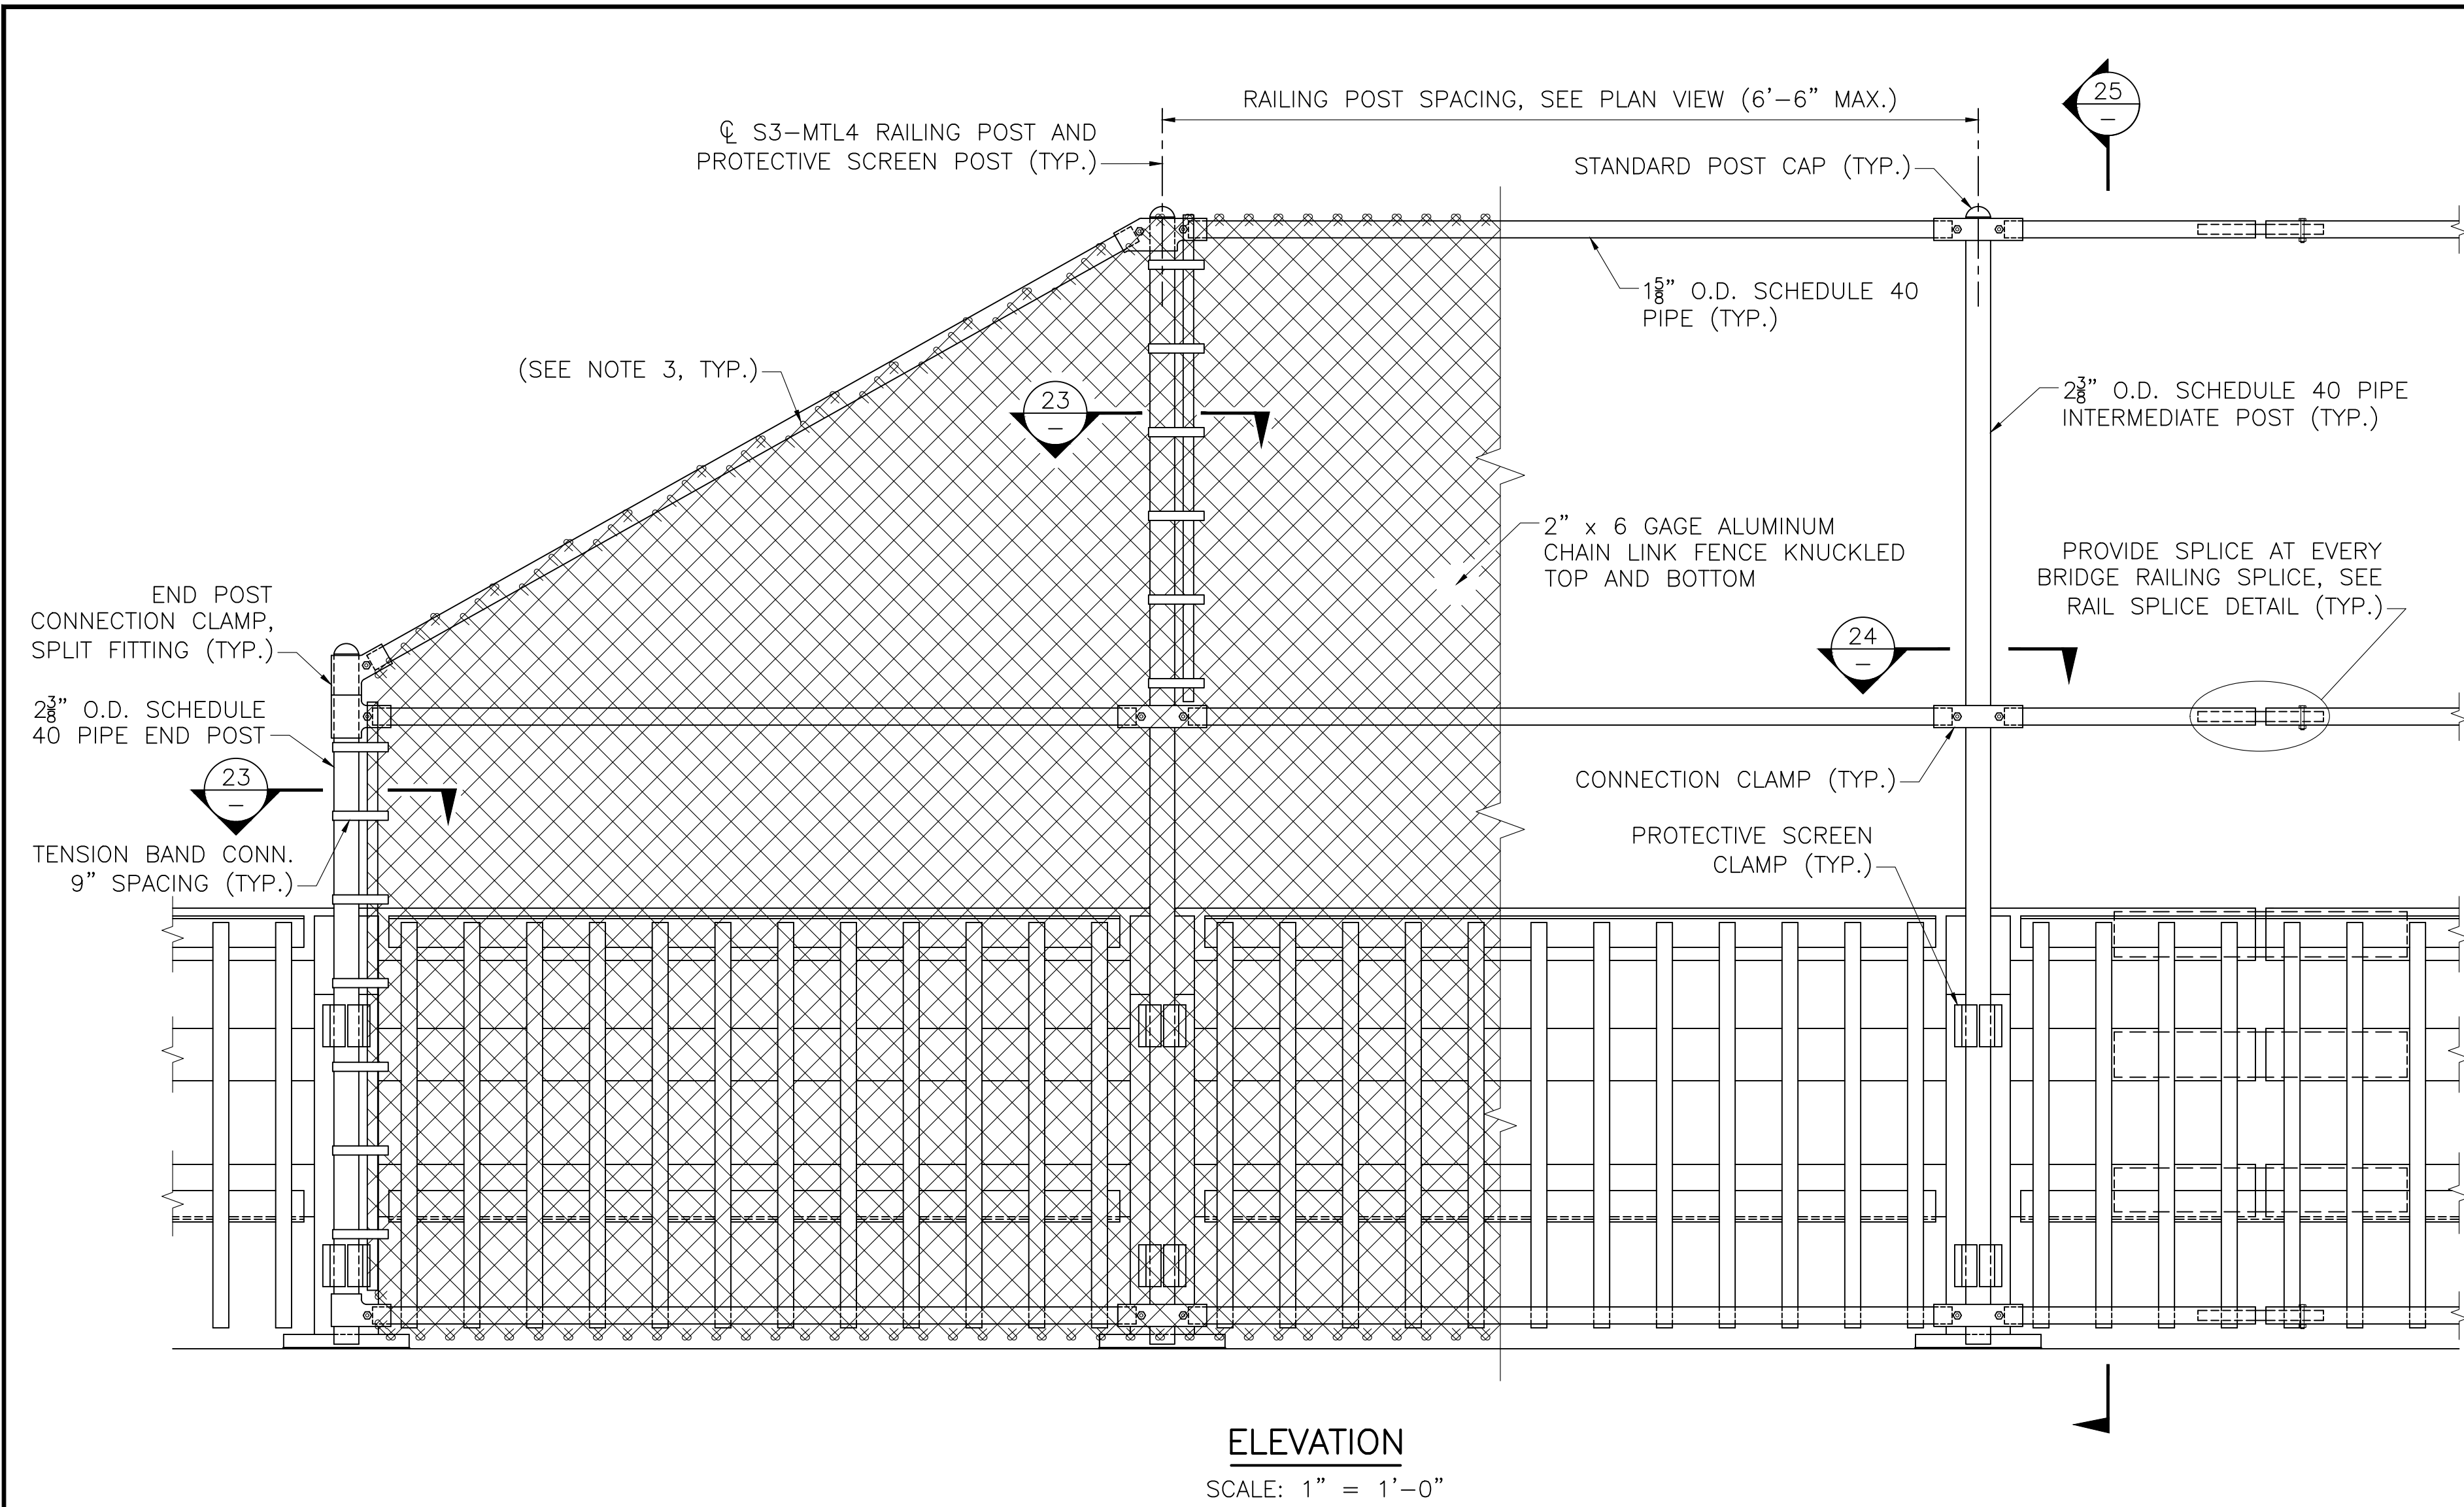 RAILING POST SPACING, SEE PLAN VIEW (6'-6" MAX.)
25
–
℄ S3-MTL4 RAILING POST AND
PROTECTIVE SCREEN POST (TYP.)
STANDARD POST CAP (TYP.)
1⅝" O.D. SCHEDULE 40
PIPE (TYP.)
(SEE NOTE 3, TYP.)
23
–
2⅜" O.D. SCHEDULE 40 PIPE
INTERMEDIATE POST (TYP.)
2" x 6 GAGE ALUMINUM
CHAIN LINK FENCE KNUCKLED
TOP AND BOTTOM
PROVIDE SPLICE AT EVERY
BRIDGE RAILING SPLICE, SEE
RAIL SPLICE DETAIL (TYP.)
END POST
CONNECTION CLAMP,
SPLIT FITTING (TYP.)
24
–
2⅜" O.D. SCHEDULE
40 PIPE END POST
23
–
CONNECTION CLAMP (TYP.)
TENSION BAND CONN.
9" SPACING (TYP.)
PROTECTIVE SCREEN
CLAMP (TYP.)
ELEVATION
SCALE: 1" = 1'-0"